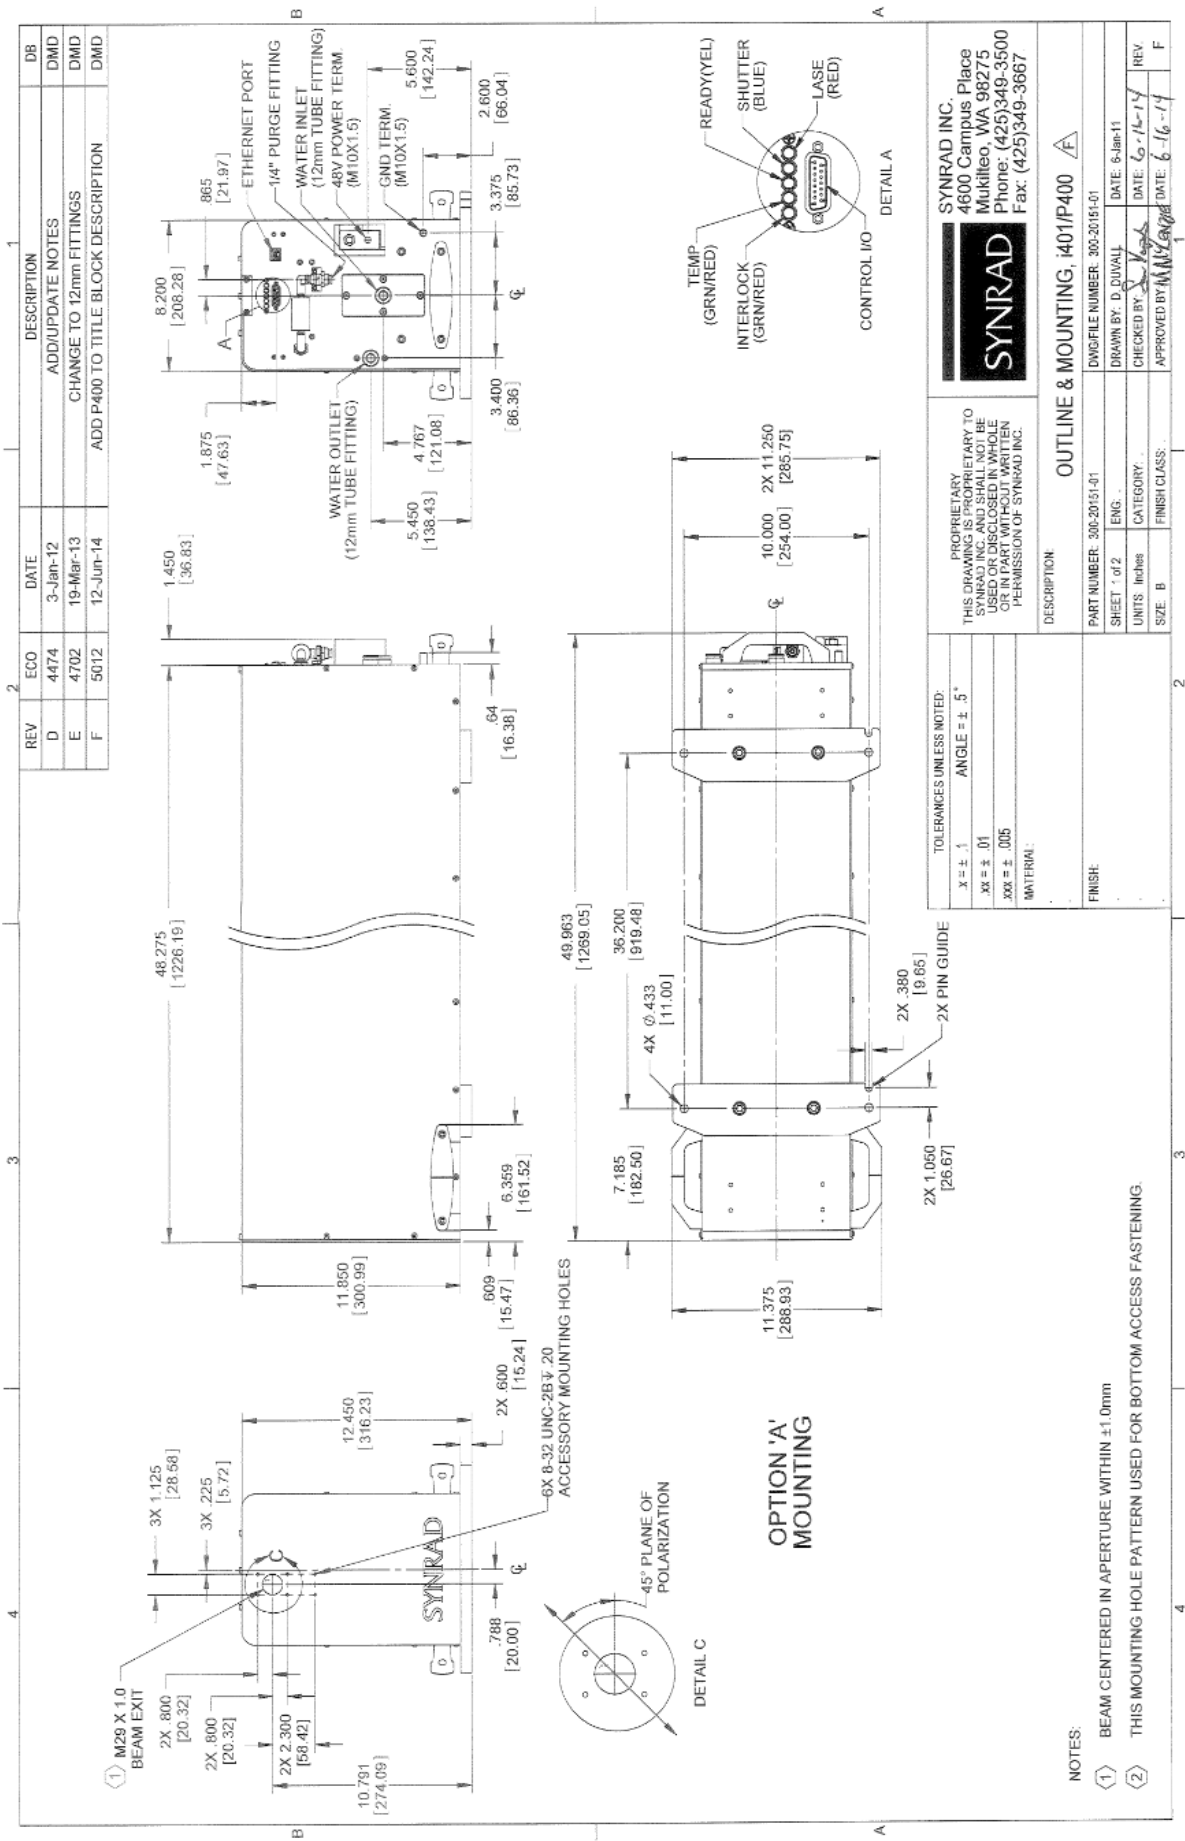 REV ECO DATE DESCRIPTION DB
D 4474 3-Jan-12 ADD/UPDATE NOTES DMD
E 4702 19-Mar-13 CHANGE TO 12mm FITTINGS DMD
F 5012 12-Jun-14 ADD P400 TO TITLE BLOCK DESCRIPTION DMD
4 3 2 1
B
A
1
M29 X 1.0
BEAM EXIT
2X .800
[20.32]
2X .800
[20.32]
2X 2.300
[58.42]
10.791
[274.09]
3X 1.125
[28.58]
3X .225
[5.72]
C
12.450
[316.23]
2X .600
[15.24]
6X 8-32 UNC-2B↧.20
ACCESSORY MOUNTING HOLES
.788
[20.00]
SYNRAD
48.275
[1226.19]
11.850
[300.99]
.609
[15.47]
6.359
[161.52]
1.450
[36.83]
.64
[16.38]
1.875
[47.63]
8.200
[208.28]
.865
[21.97]
A
ETHERNET PORT
1/4" PURGE FITTING
WATER INLET
(12mm TUBE FITTING)
48V POWER TERM.
(M10X1.5)
GND TERM.
(M10X1.5)
5.600
[142.24]
2.600
[66.04]
3.375
[85.73]
3.400
[86.36]
WATER OUTLET
(12mm TUBE FITTING)
4.767
[121.08]
5.450
[138.43]
45° PLANE OF
POLARIZATION
DETAIL C
OPTION 'A'
MOUNTING
49.963
[1269.05]
36.200
[919.48]
4X ∅.433
[11.00]
7.185
[182.50]
11.375
[288.93]
2X 1.050
[26.67]
2X .380
[9.65]
2X PIN GUIDE
10.000
[254.00]
2X 11.250
[285.75]
TEMP
(GRN/RED)
INTERLOCK
(GRN/RED)
READY(YEL)
SHUTTER
(BLUE)
LASE
(RED)
CONTROL I/O
DETAIL A
NOTES:
1 BEAM CENTERED IN APERTURE WITHIN ±1.0mm
2 THIS MOUNTING HOLE PATTERN USED FOR BOTTOM ACCESS FASTENING.
TOLERANCES UNLESS NOTED:
.x = ± .1 ANGLE = ± .5°
.xx = ± .01
.xxx = ± .005
MATERIAL:
FINISH:
PROPRIETARY
THIS DRAWING IS PROPRIETARY TO
SYNRAD INC. AND SHALL NOT BE
USED OR DISCLOSED IN WHOLE
OR IN PART WITHOUT WRITTEN
PERMISSION OF SYNRAD INC.
SYNRAD
SYNRAD INC.
4600 Campus Place
Mukilteo, WA 98275
Phone: (425)349-3500
Fax: (425)349-3667
DESCRIPTION:
OUTLINE & MOUNTING, i401/P400 F
PART NUMBER: 300-20151-01 DWG/FILE NUMBER: 300-20151-01
SHEET 1 of 2 ENG: . DRAWN BY: D. DUVALL DATE: 6-Jan-11
UNITS Inches CATEGORY: . CHECKED BY: DATE: 6-16-14 REV.
SIZE B FINISH CLASS: . APPROVED BY: DATE: 6-16-14 F
4 3 2 1
B
A